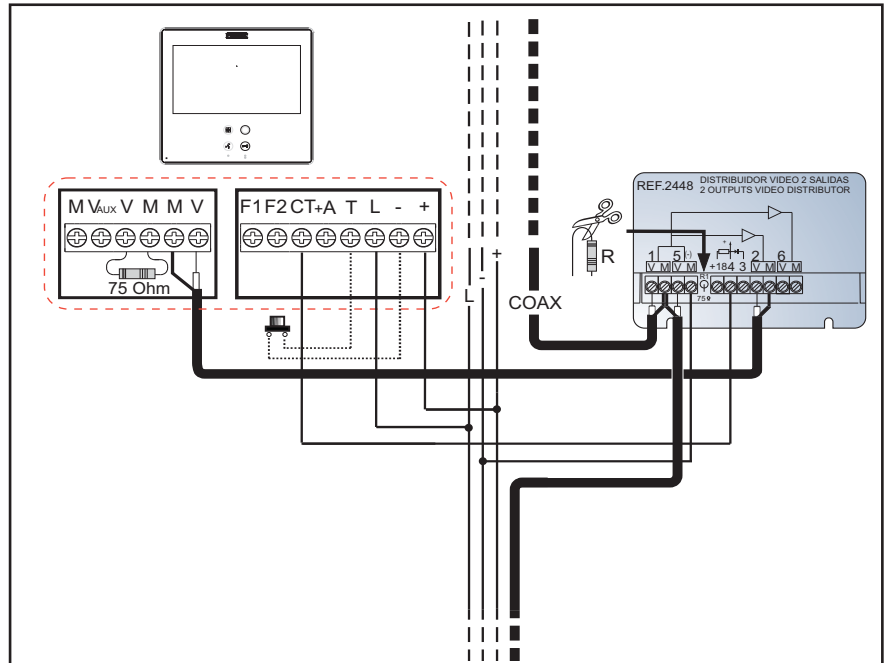 M VAUX V M M V
75 Ohm
F1 F2 CT +A T L - +
L
-
+
COAX
R
REF.2448
DISTRIBUIDOR VIDEO 2 SALIDAS
2 OUTPUTS VIDEO DISTRIBUTOR
1 5 (-) +18 4 3 2 6
V M V M R1 V M V M
75 Ω